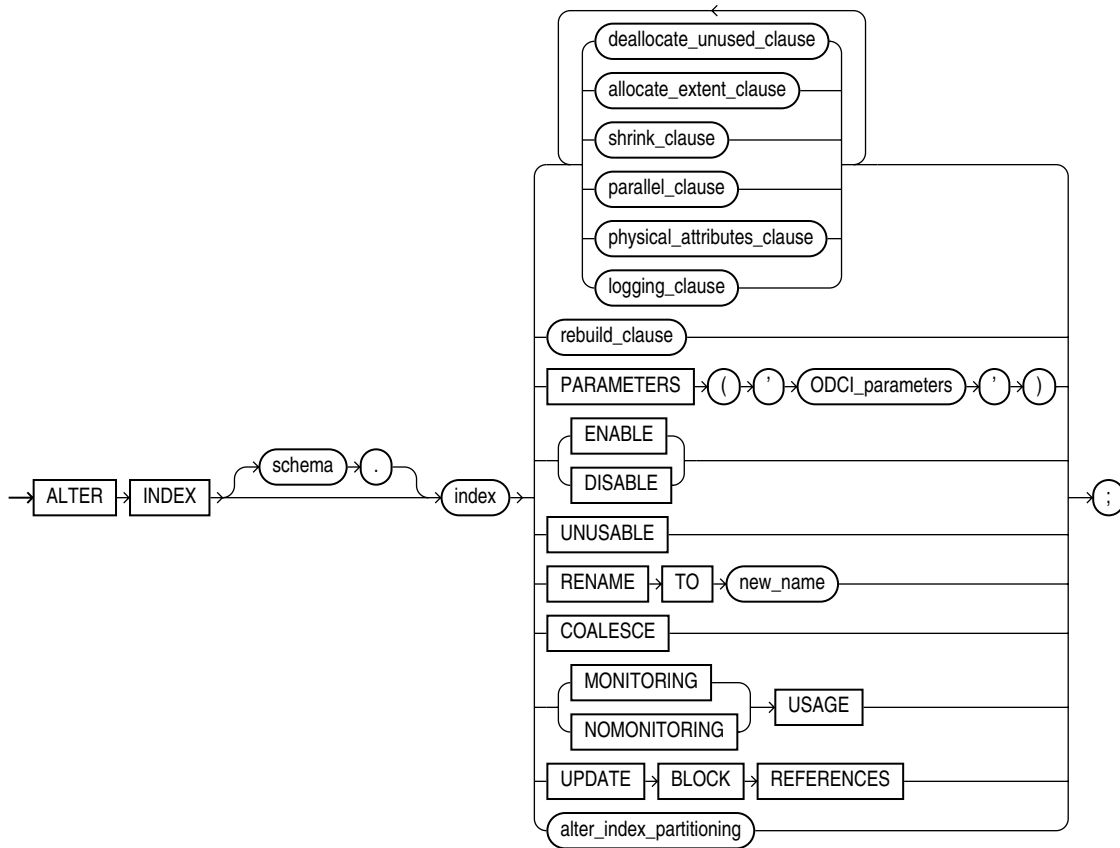 deallocate_unused_clause
allocate_extent_clause
shrink_clause
parallel_clause
physical_attributes_clause
logging_clause
rebuild_clause
PARAMETERS ( ’ ODCI_parameters ’ )
ENABLE
DISABLE
schema .
ALTER INDEX index ;
UNUSABLE
RENAME TO new_name
COALESCE
MONITORING
NOMONITORING
USAGE
UPDATE BLOCK REFERENCES
alter_index_partitioning